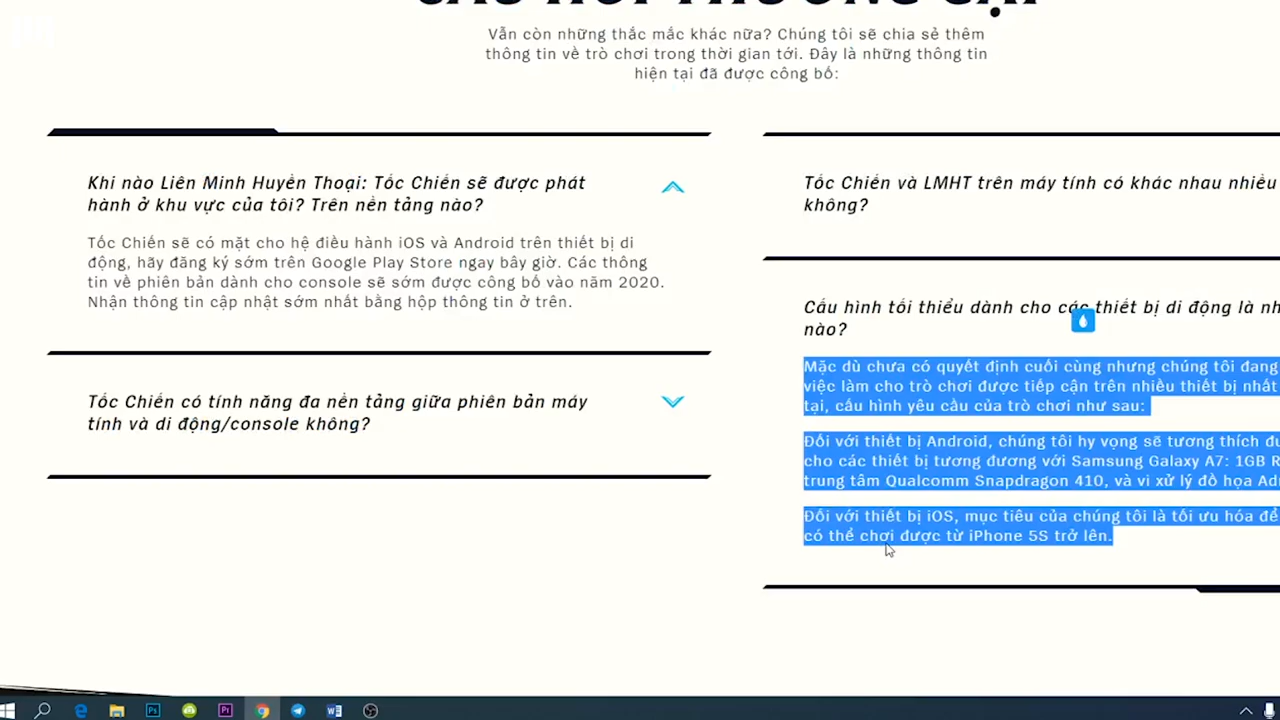 CÂU HỎI THƯỜNG GẶP
Vẫn còn những thắc mắc khác nữa? Chúng tôi sẽ chia sẻ thêm
thông tin về trò chơi trong thời gian tới. Đây là những thông tin
hiện tại đã được công bố:
Khi nào Liên Minh Huyền Thoại: Tốc Chiến sẽ được phát
hành ở khu vực của tôi? Trên nền tảng nào?
Tốc Chiến sẽ có mặt cho hệ điều hành iOS và Android trên thiết bị di
động, hãy đăng ký sớm trên Google Play Store ngay bây giờ. Các thông
tin về phiên bản dành cho console sẽ sớm được công bố vào năm 2020.
Nhận thông tin cập nhật sớm nhất bằng hộp thông tin ở trên.
Tốc Chiến có tính năng đa nền tảng giữa phiên bản máy
tính và di động/console không?
Tốc Chiến và LMHT trên máy tính có khác nhau nhiều
không?
Cấu hình tối thiểu dành cho các thiết bị di động là
nào?
Mặc dù chưa có quyết định cuối cùng nhưng chúng tôi đang
việc làm cho trò chơi được tiếp cận trên nhiều thiết bị nhất
tại, cấu hình yêu cầu của trò chơi như sau:
Đối với thiết bị Android, chúng tôi hy vọng sẽ tương thích
cho các thiết bị tương đương với Samsung Galaxy A7: 1GB
trung tâm Qualcomm Snapdragon 410, và vi xử lý đồ họa
Đối với thiết bị iOS, mục tiêu của chúng tôi là tối ưu hóa để
có thể chơi được từ iPhone 5S trở lên.